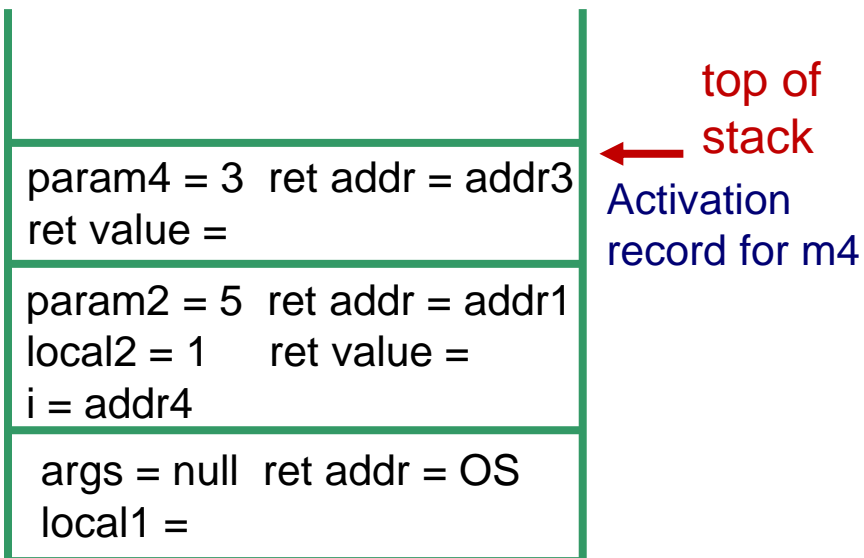 top of
stack
param4 = 3 ret addr = addr3
ret value =
Activation
record for m4
param2 = 5 ret addr = addr1
local2 = 1 ret value =
i = addr4
args = null ret addr = OS
local1 =